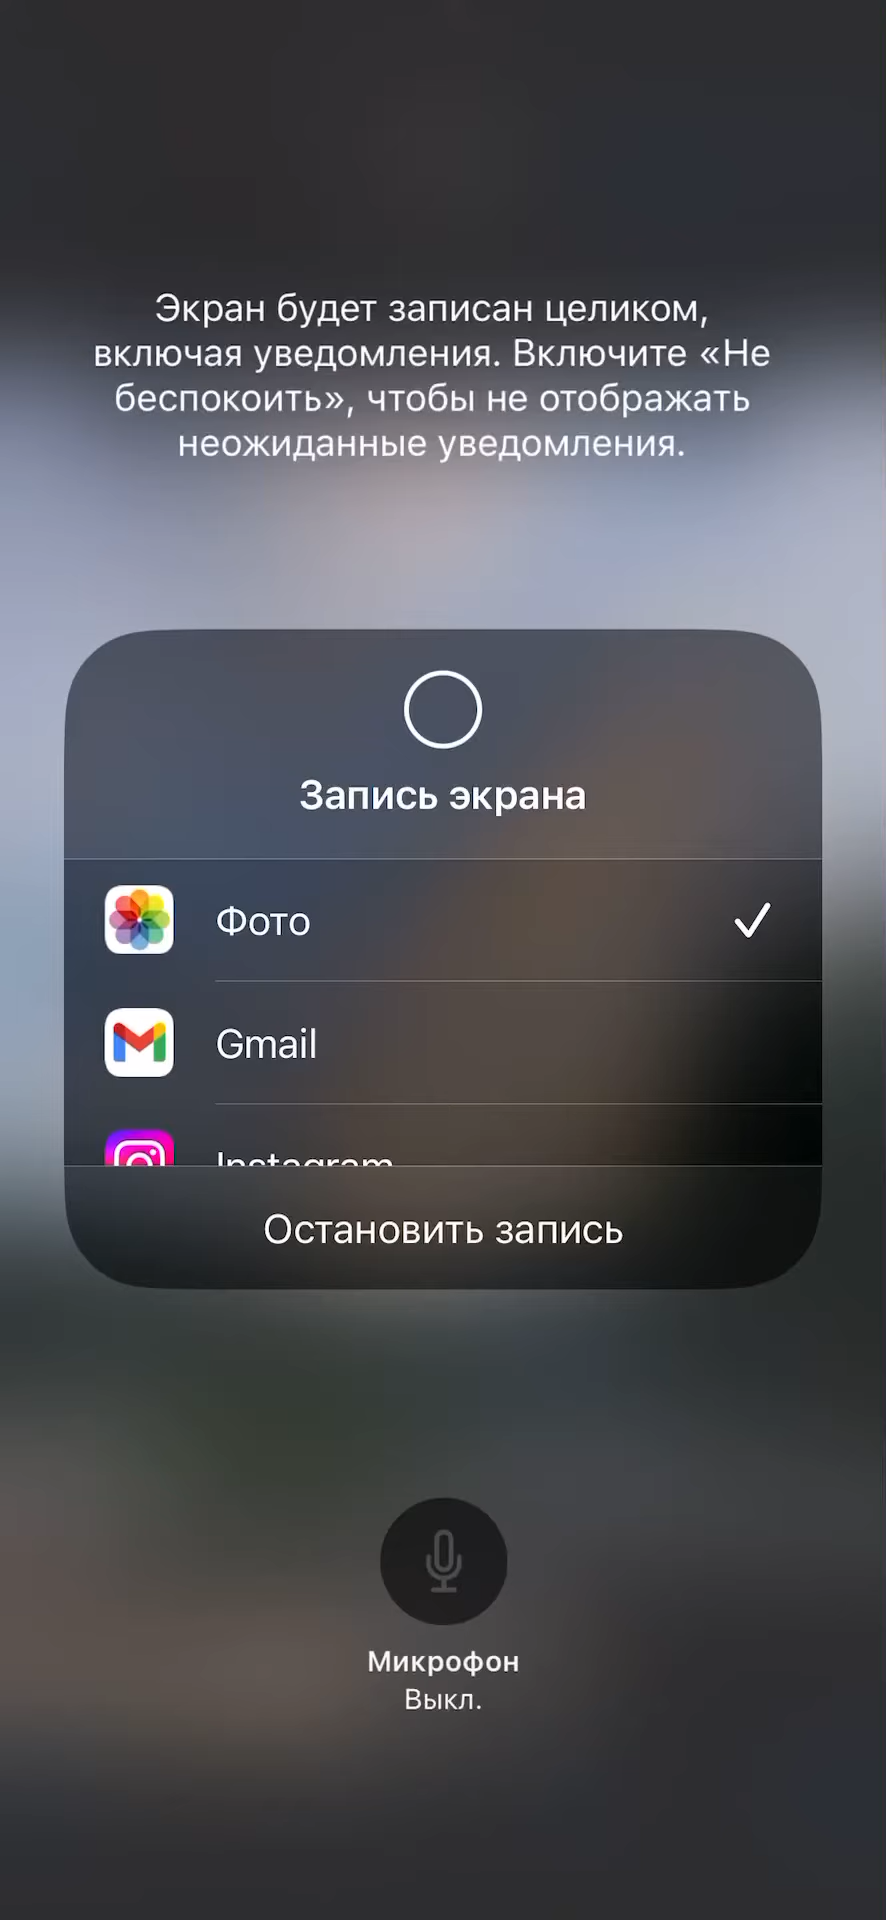 Экран будет записан целиком,
включая уведомления. Включите «Не
беспокоить», чтобы не отображать
неожиданные уведомления.
Запись экрана
Фото
Gmail
Instagram
Остановить запись
Микрофон
Выкл.